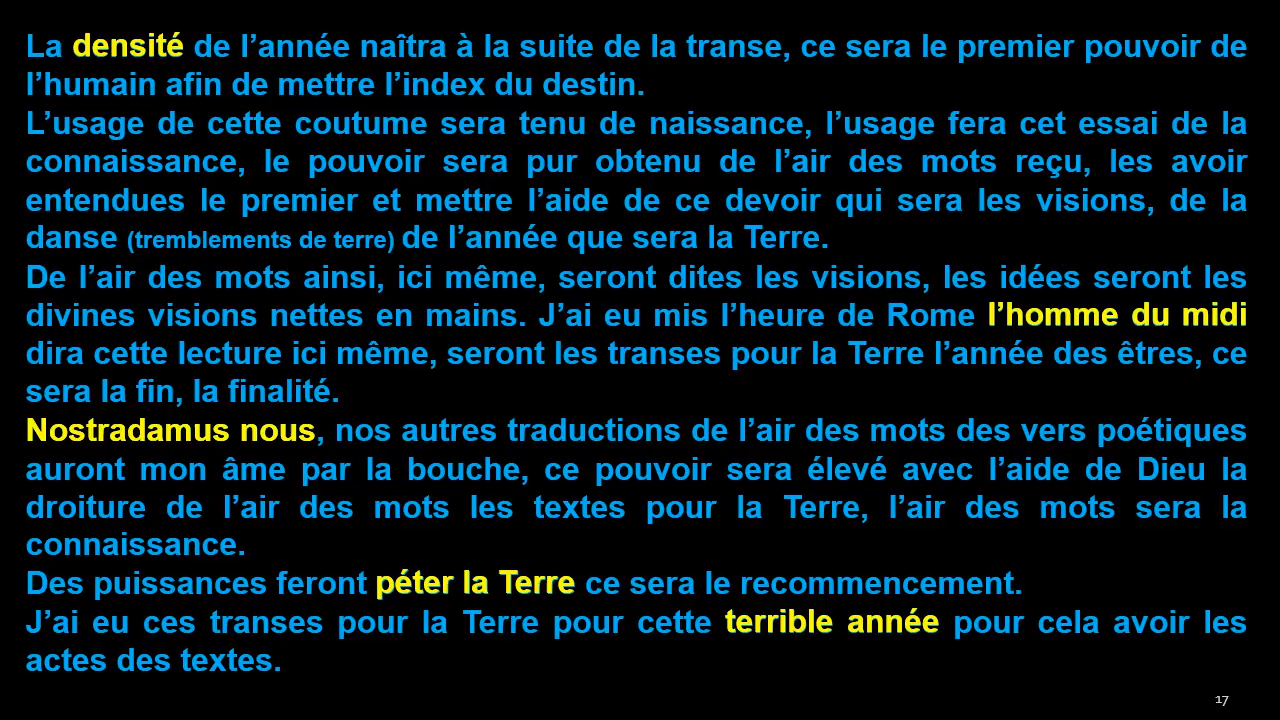 La densité de l’année naîtra à la suite de la transe, ce sera le premier pouvoir de
l’humain afin de mettre l’index du destin.
L’usage de cette coutume sera tenu de naissance, l’usage fera cet essai de la
connaissance, le pouvoir sera pur obtenu de l’air des mots reçu, les avoir
entendues le premier et mettre l’aide de ce devoir qui sera les visions, de la
danse (tremblements de terre) de l’année que sera la Terre.
De l’air des mots ainsi, ici même, seront dites les visions, les idées seront les
divines visions nettes en mains. J’ai eu mis l’heure de Rome l’homme du midi
dira cette lecture ici même, seront les transes pour la Terre l’année des êtres, ce
sera la fin, la finalité.
Nostradamus nous, nos autres traductions de l’air des mots des vers poétiques
auront mon âme par la bouche, ce pouvoir sera élevé avec l’aide de Dieu la
droiture de l’air des mots les textes pour la Terre, l’air des mots sera la
connaissance.
Des puissances feront péter la Terre ce sera le recommencement.
J’ai eu ces transes pour la Terre pour cette terrible année pour cela avoir les
actes des textes.
17